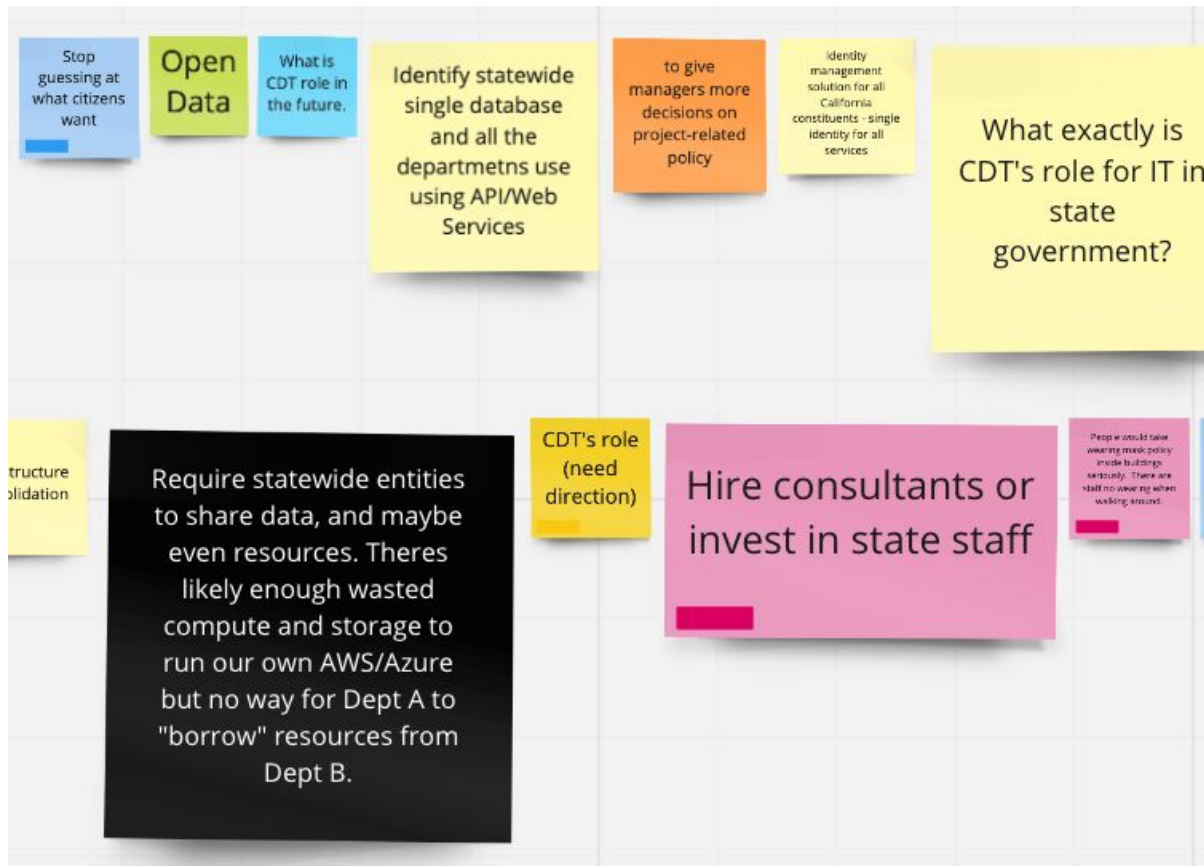 Stop
guessing at
what citizens
want
Open
Data
What is
CDT role in
the future.
Identify statewide
single database
and all the
departmetns use
using API/Web
Services
to give
managers more
decisions on
project-related
policy
Identity
management
solution for all
California
constituents - single
identity for all
services
What exactly is
CDT's role for IT in
state
government?
tructure
olidation
Require statewide entities
to share data, and maybe
even resources. Theres
likely enough wasted
compute and storage to
run our own AWS/Azure
but no way for Dept A to
"borrow" resources from
Dept B.
CDT's role
(need
direction)
Hire consultants or
invest in state staff
People would take
wearing mask policy
inside buildings
seriously. There are
staff no wearing when
walking around.